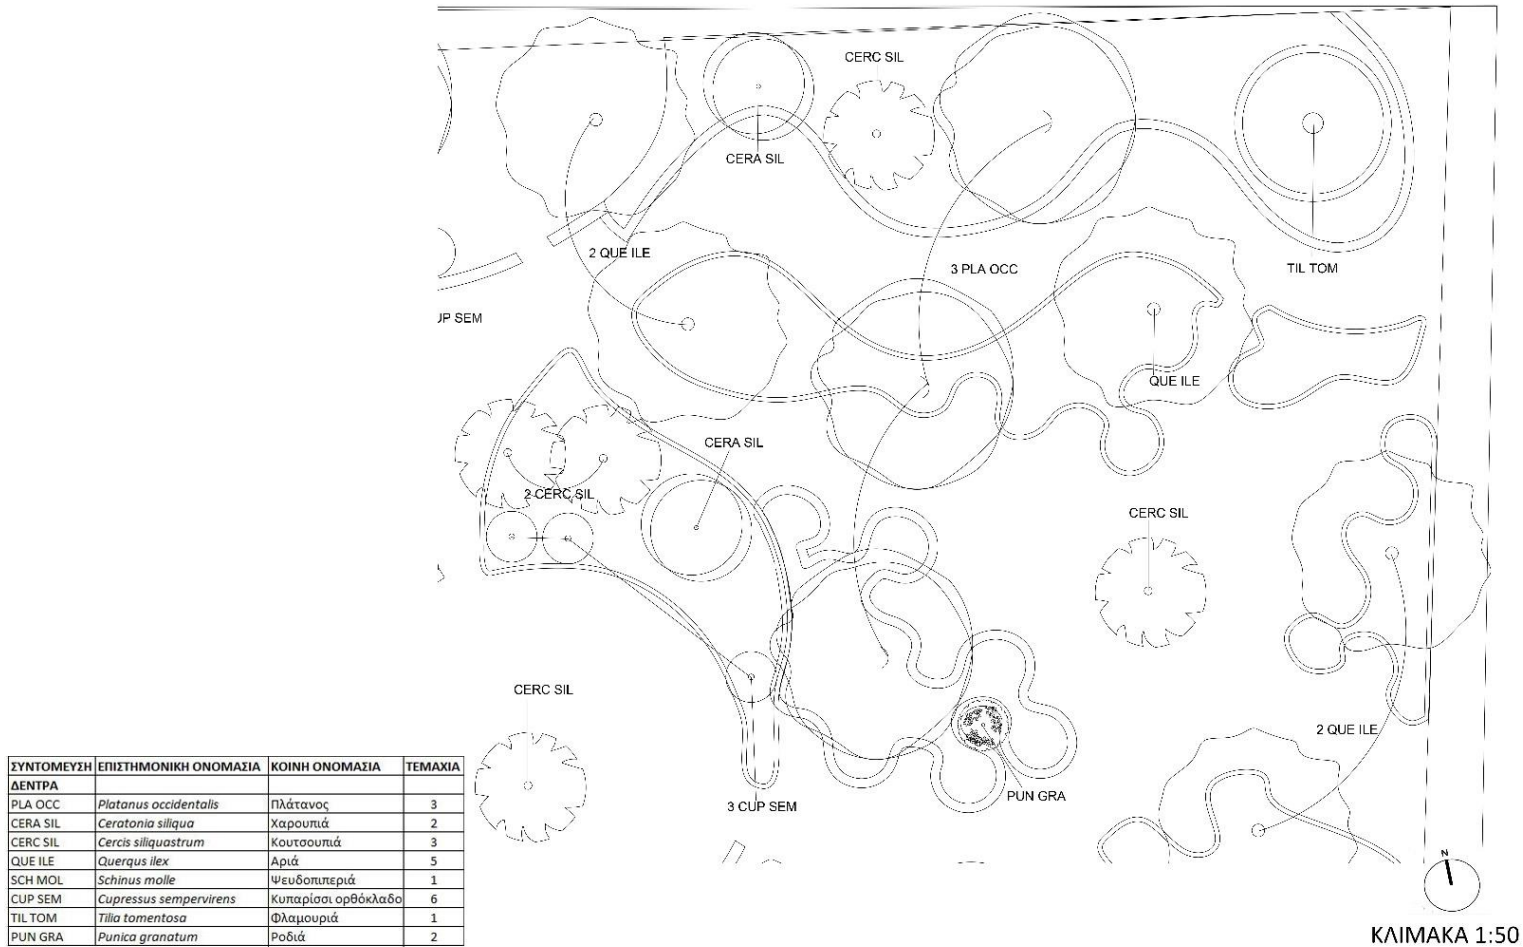 CERC SIL
CERA SIL
2 QUE ILE
3 PLA OCC
TIL TOM
JP SEM
QUE ILE
CERA SIL
2 CERC SIL
CERC SIL
CERC SIL
2 QUE ILE
PUN GRA
3 CUP SEM
N
ΚΛΙΜΑΚΑ 1:50
ΣΥΝΤΟΜΕΥΣΗ ΕΠΙΣΤΗΜΟΝΙΚΗ ΟΝΟΜΑΣΙΑ ΚΟΙΝΗ ΟΝΟΜΑΣΙΑ ΤΕΜΑΧΙΑ
ΔΕΝΤΡΑ
PLA OCC Platanus occidentalis Πλάτανος 3
CERA SIL Ceratonia siliqua Χαρουπιά 2
CERC SIL Cercis siliquastrum Κουτσουπιά 3
QUE ILE Querqus ilex Αριά 5
SCH MOL Schinus molle Ψευδοπιπεριά 1
CUP SEM Cupressus sempervirens Κυπαρίσσι ορθόκλαδο 6
TIL TOM Tilia tomentosa Φλαμουριά 1
PUN GRA Punica granatum Ροδιά 2